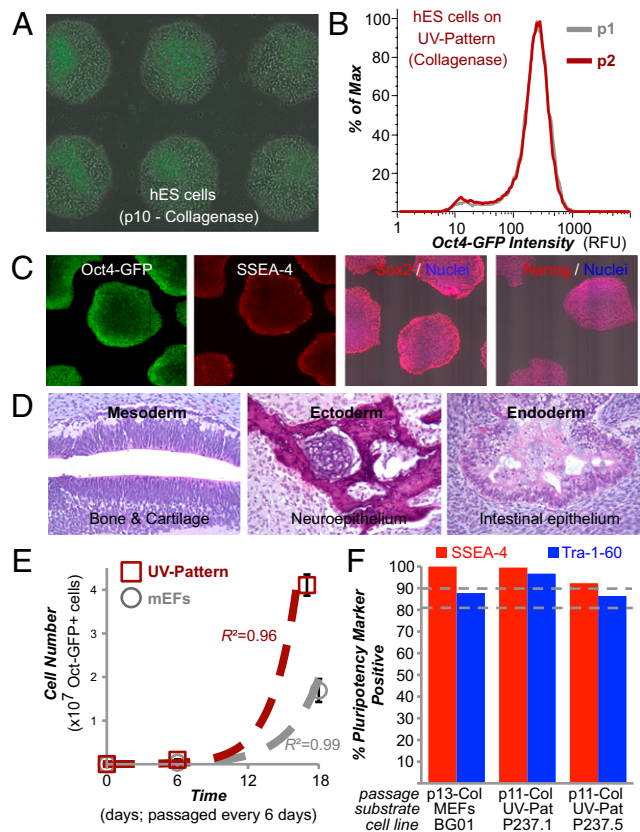 A
hES cells
(p10 - Collagenase)
B
hES cells on
UV-Pattern
(Collagenase)
p1
p2
% of Max
100
80
60
40
20
0
1
10
100
1000
Oct4-GFP Intensity (RFU)
C
Oct4-GFP
SSEA-4
Sox2 / Nuclei
Nanog / Nuclei
D
Mesoderm
Bone & Cartilage
Ectoderm
Neuroepithelium
Endoderm
Intestinal epithelium
E
UV-Pattern
mEFs
Cell Number
(x10⁷ Oct-GFP+ cells)
4
3
2
1
R²=0.96
R²=0.99
0
6
12
18
Time
(days; passaged every 6 days)
F
SSEA-4
Tra-1-60
% Pluripotency Marker
Positive
100
90
80
70
60
50
40
30
20
10
passage p13-Col p11-Col p11-Col
substrate MEFs UV-Pat UV-Pat
cell line BG01 P237.1 P237.5